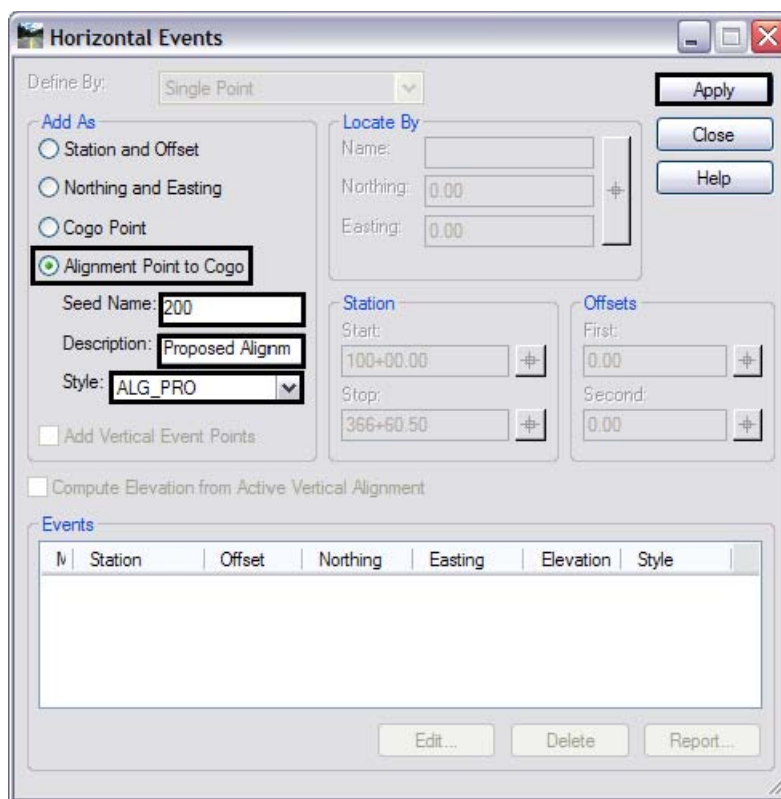 Horizontal Events
Define By: Single Point
Apply
Close
Help
Add As
Station and Offset
Northing and Easting
Cogo Point
Alignment Point to Cogo
Seed Name: 200
Description: Proposed Alignm
Style: ALG_PRO
Add Vertical Event Points
Locate By
Name:
Northing: 0.00
Easting: 0.00
Station
Start:
100+00.00
Stop:
366+60.50
Offsets
First:
0.00
Second:
0.00
Compute Elevation from Active Vertical Alignment
Events
Station Offset Northing Easting Elevation Style
Edit... Delete Report...